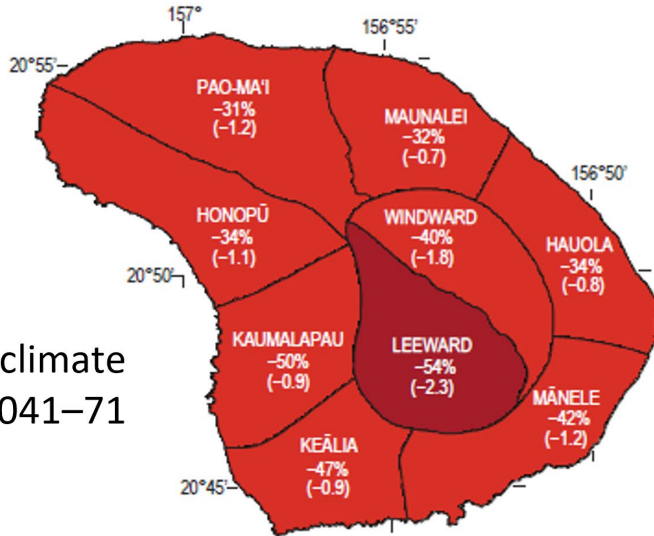 157°
156°55'
20°55'
PAO-MAʻI
–31%
(–1.2)
MAUNALEI
–32%
(–0.7)
156°50'
HONOPŪ
–34%
(–1.1)
WINDWARD
–40%
(–1.8)
HAUOLA
–34%
(–0.8)
20°50'
KAUMALAPAU
–50%
(–0.9)
LEEWARD
–54%
(–2.3)
climate
041–71
MĀNELE
–42%
(–1.2)
KEĀLIA
–47%
(–0.9)
20°45'